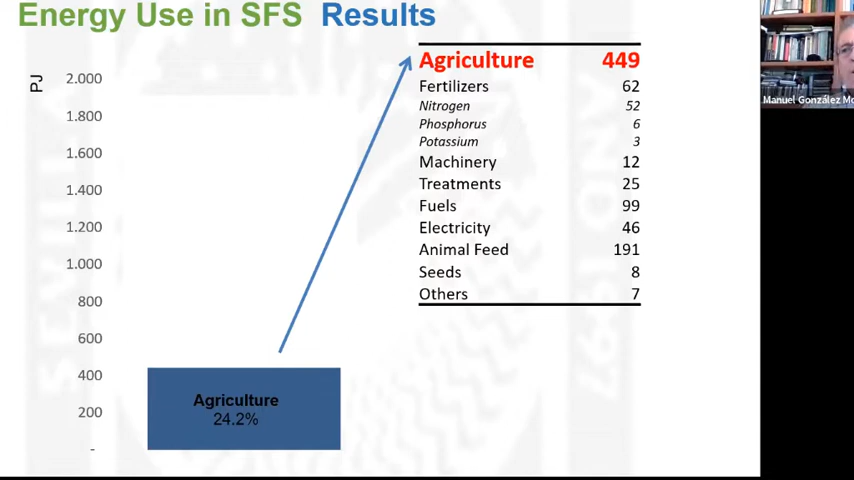 Energy Use in SFS Results
PJ
2.000
1.800
1.600
1.400
1.200
1.000
800
600
400
200
-
Agriculture
24.2%
Agriculture 449
Fertilizers 62
Nitrogen 52
Phosphorus 6
Potassium 3
Machinery 12
Treatments 25
Fuels 99
Electricity 46
Animal Feed 191
Seeds 8
Others 7
Manuel González Mo